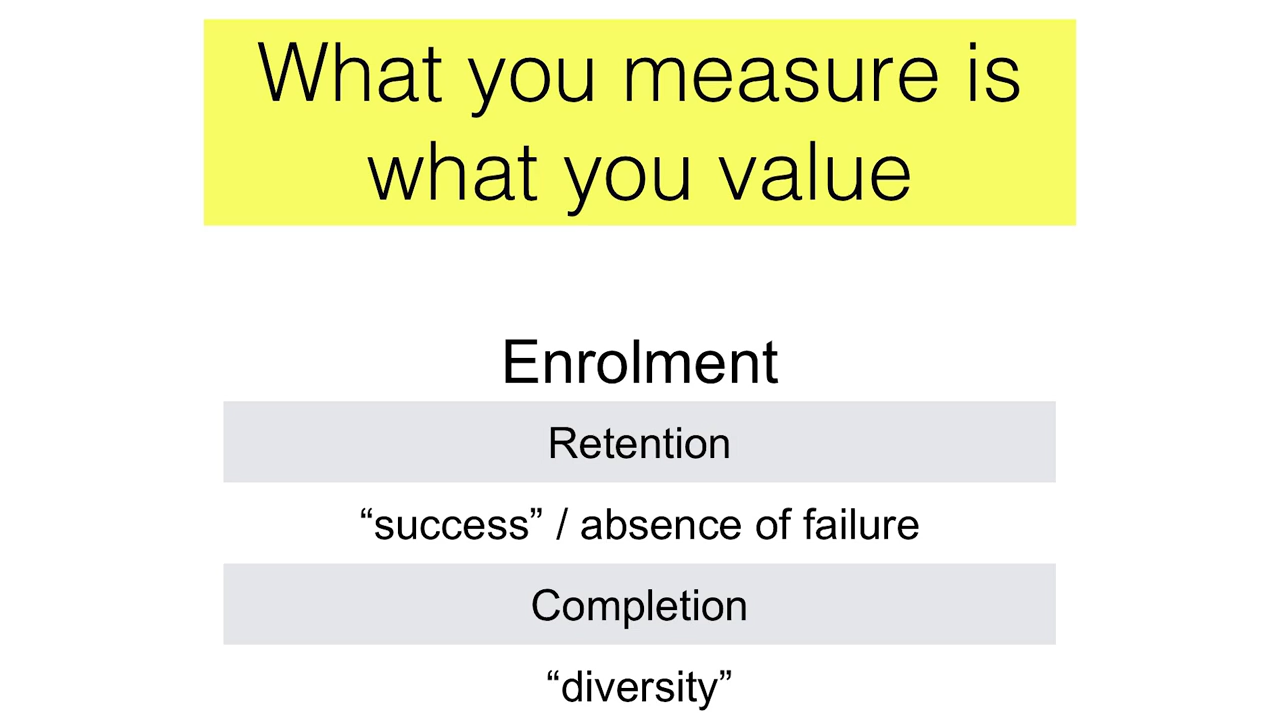 What you measure is
what you value
Enrolment
Retention
“success” / absence of failure
Completion
“diversity”